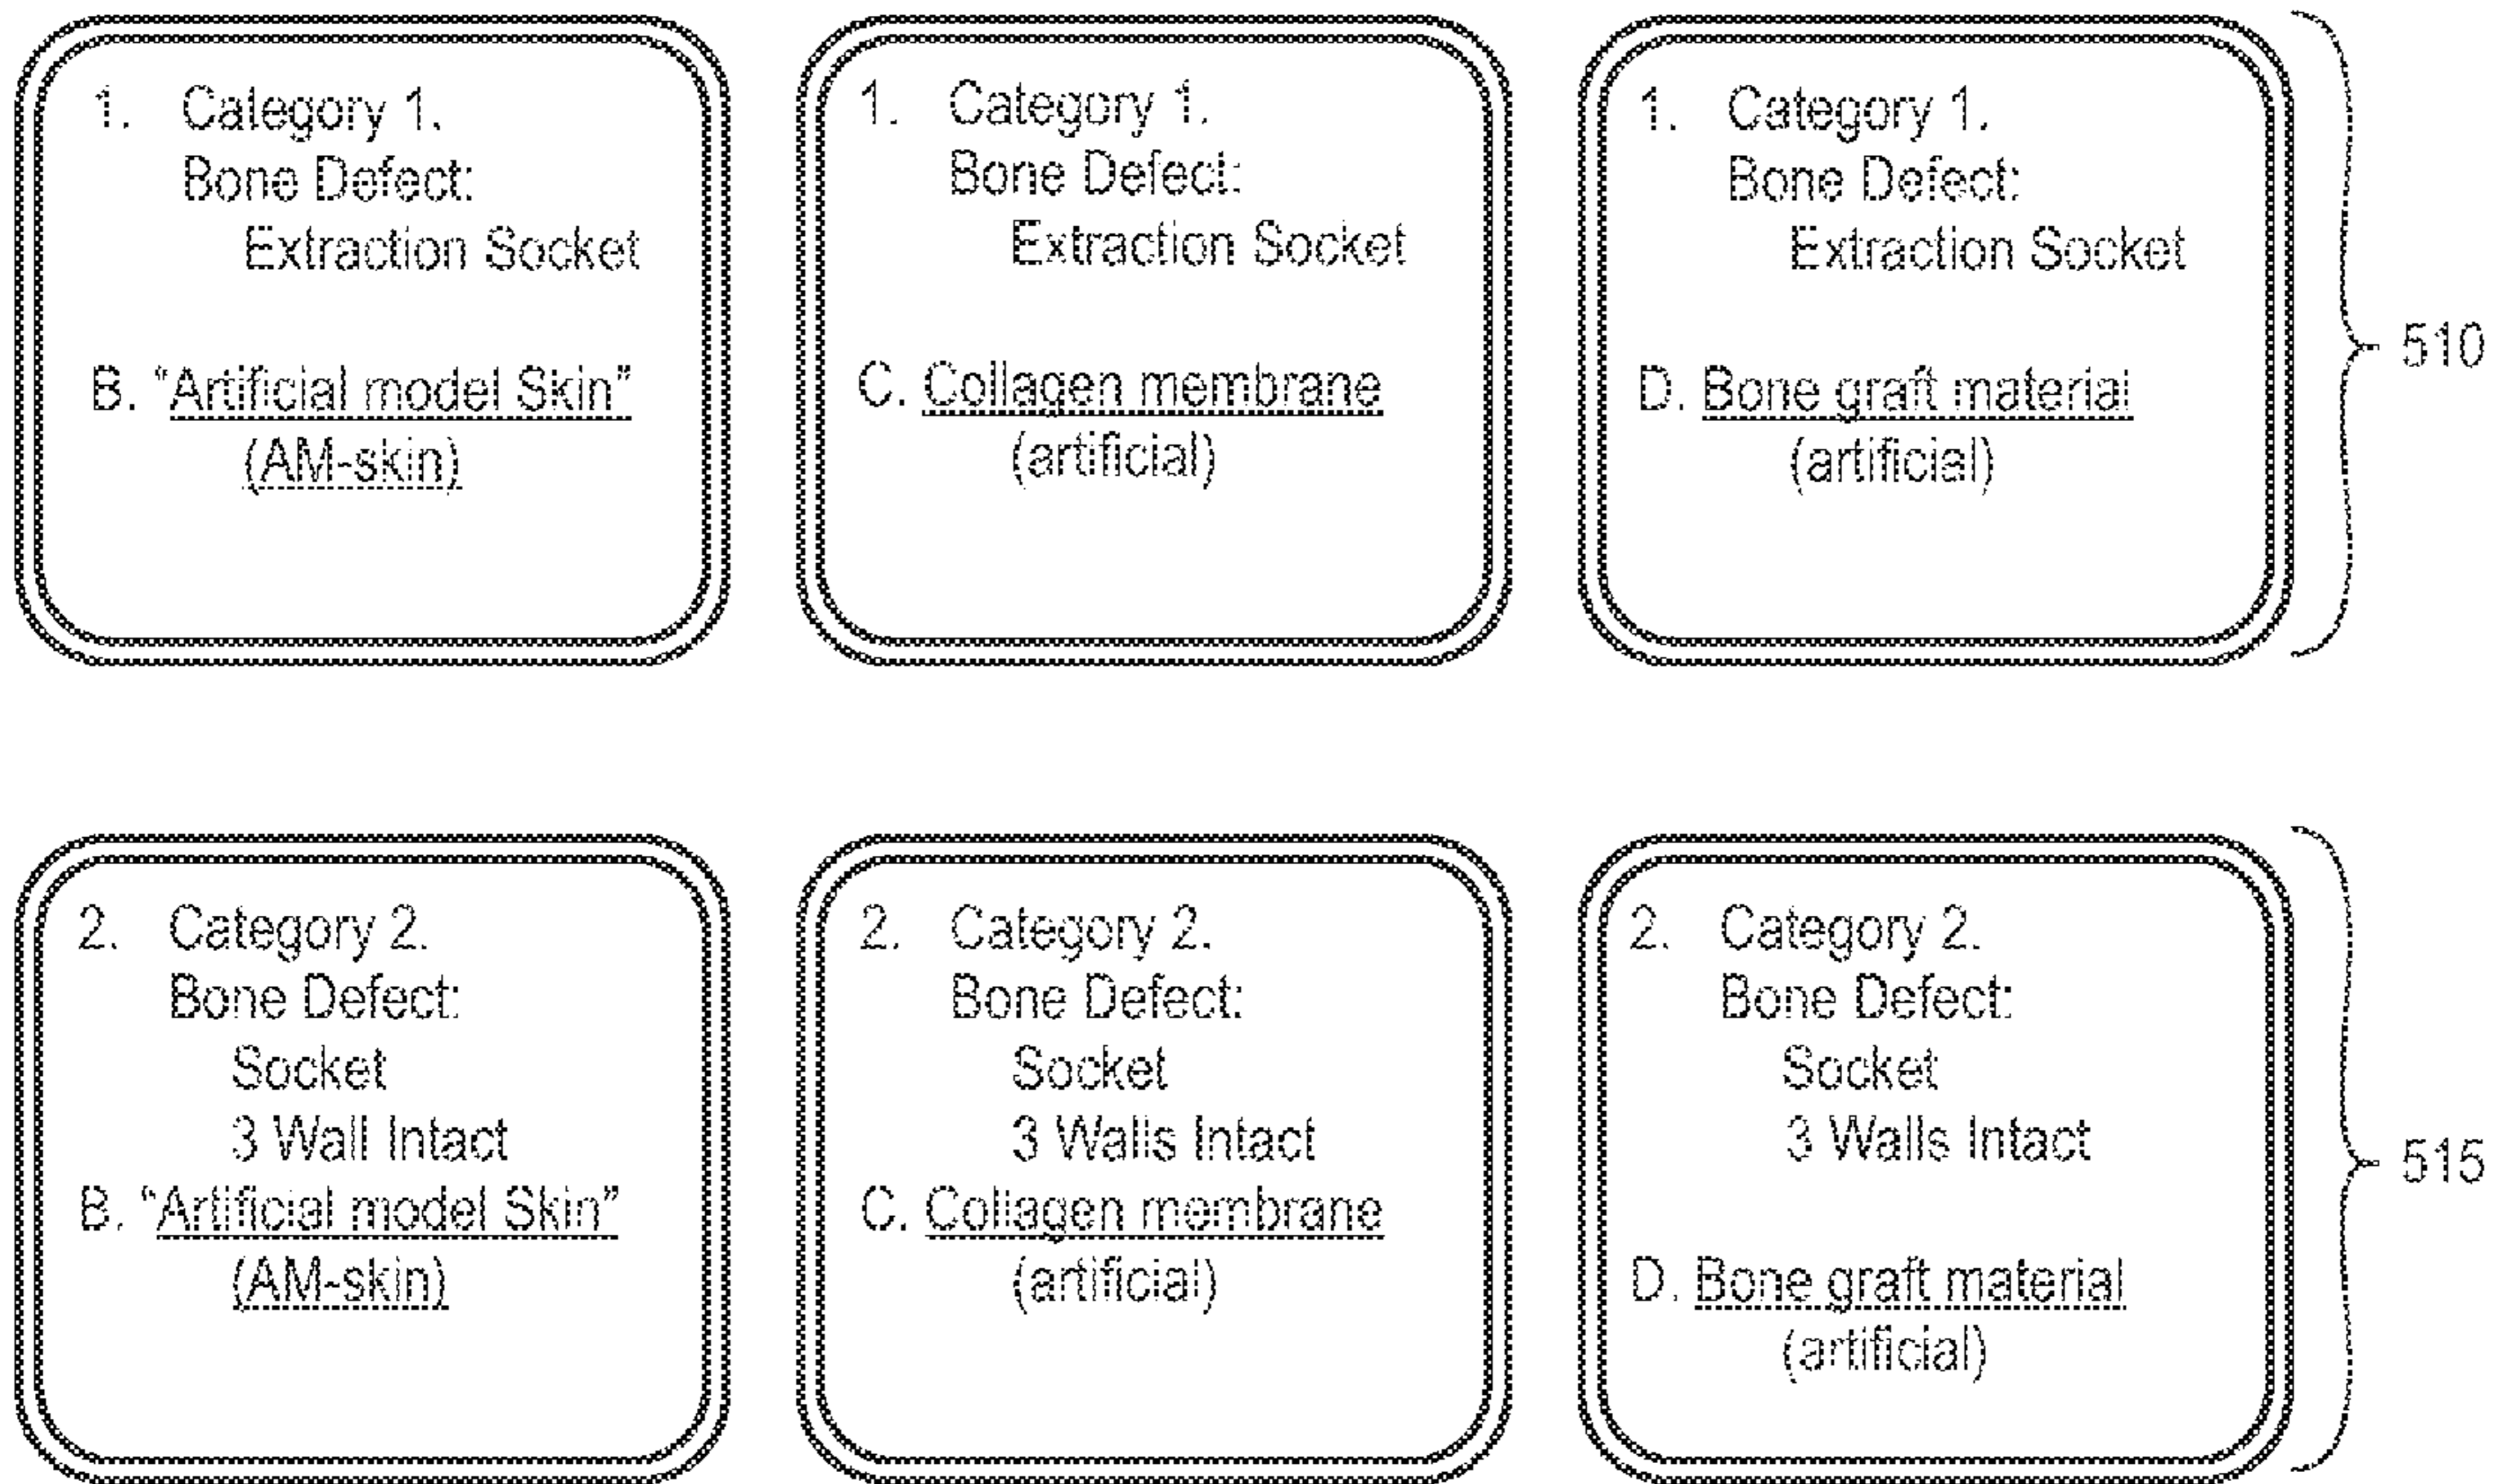 1. Category 1.
Bone Defect:
Extraction Socket
B. "Artificial model Skin"
(AM-skin)
1. Category 1.
Bone Defect:
Extraction Socket
C. Collagen membrane
(artificial)
1. Category 1.
Bone Defect:
Extraction Socket
D. Bone graft material
(artificial)
510
2. Category 2.
Bone Defect:
Socket
3 Wall Intact
B. "Artificial model Skin"
(AM-skin)
2. Category 2.
Bone Defect:
Socket
3 Walls Intact
C. Collagen membrane
(artificial)
2. Category 2.
Bone Defect:
Socket
3 Walls Intact
D. Bone graft material
(artificial)
515